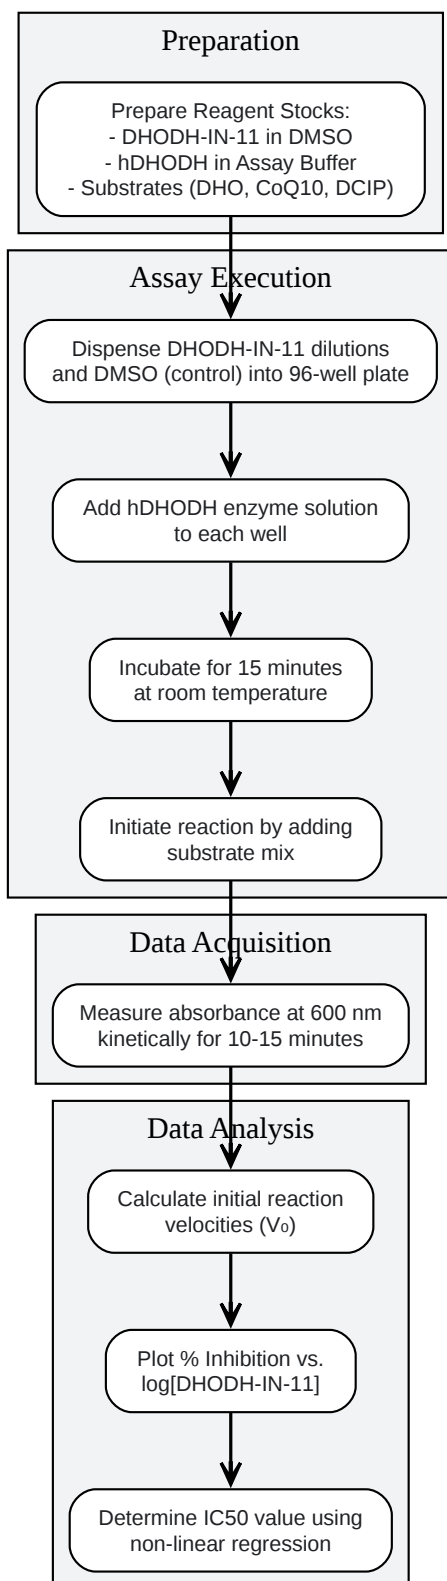 Preparation
Prepare Reagent Stocks:
- DHODH-IN-11 in DMSO
- hDHODH in Assay Buffer
- Substrates (DHO, CoQ10, DCIP)
Assay Execution
Dispense DHODH-IN-11 dilutions
and DMSO (control) into 96-well plate
Add hDHODH enzyme solution
to each well
Incubate for 15 minutes
at room temperature
Initiate reaction by adding
substrate mix
Data Acquisition
Measure absorbance at 600 nm
kinetically for 10-15 minutes
Data Analysis
Calculate initial reaction
velocities (V₀)
Plot % Inhibition vs.
log[DHODH-IN-11]
Determine IC50 value using
non-linear regression